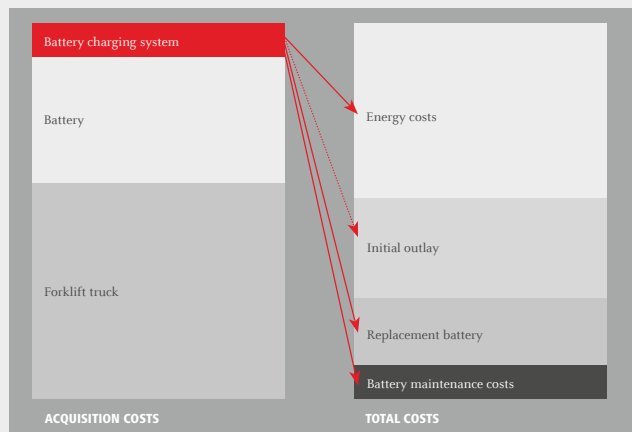 Battery charging system
Battery
Forklift truck
ACQUISITION COSTS
Energy costs
Initial outlay
Replacement battery
Battery maintenance costs
TOTAL COSTS